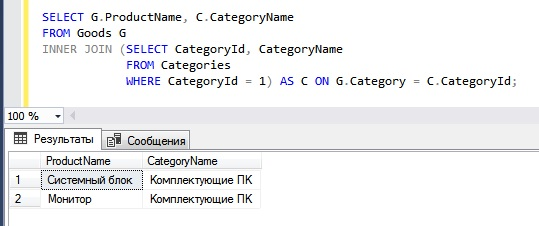 SELECT G.ProductName, C.CategoryName
FROM Goods G
INNER JOIN (SELECT CategoryId, CategoryName
FROM Categories
WHERE CategoryId = 1) AS C ON G.Category = C.CategoryId;
100 %
Результаты Сообщения
ProductName CategoryName
1 Системный блок Комплектующие ПК
2 Монитор Комплектующие ПК